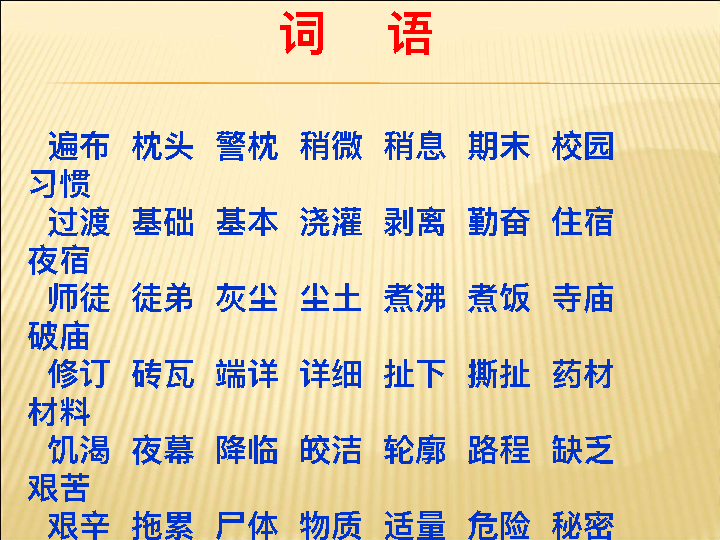 词 语
遍布 枕头 警枕 稍微 稍息 期末 校园
习惯
过渡 基础 基本 浇灌 剥离 勤奋 住宿
夜宿
师徒 徒弟 灰尘 尘土 煮沸 煮饭 寺庙
破庙
修订 砖瓦 端详 详细 扯下 撕扯 药材
材料
饥渴 夜幕 降临 皎洁 轮廓 路程 缺乏
艰苦
艰辛 拖累 尸体 物质 适量 危险 秘密